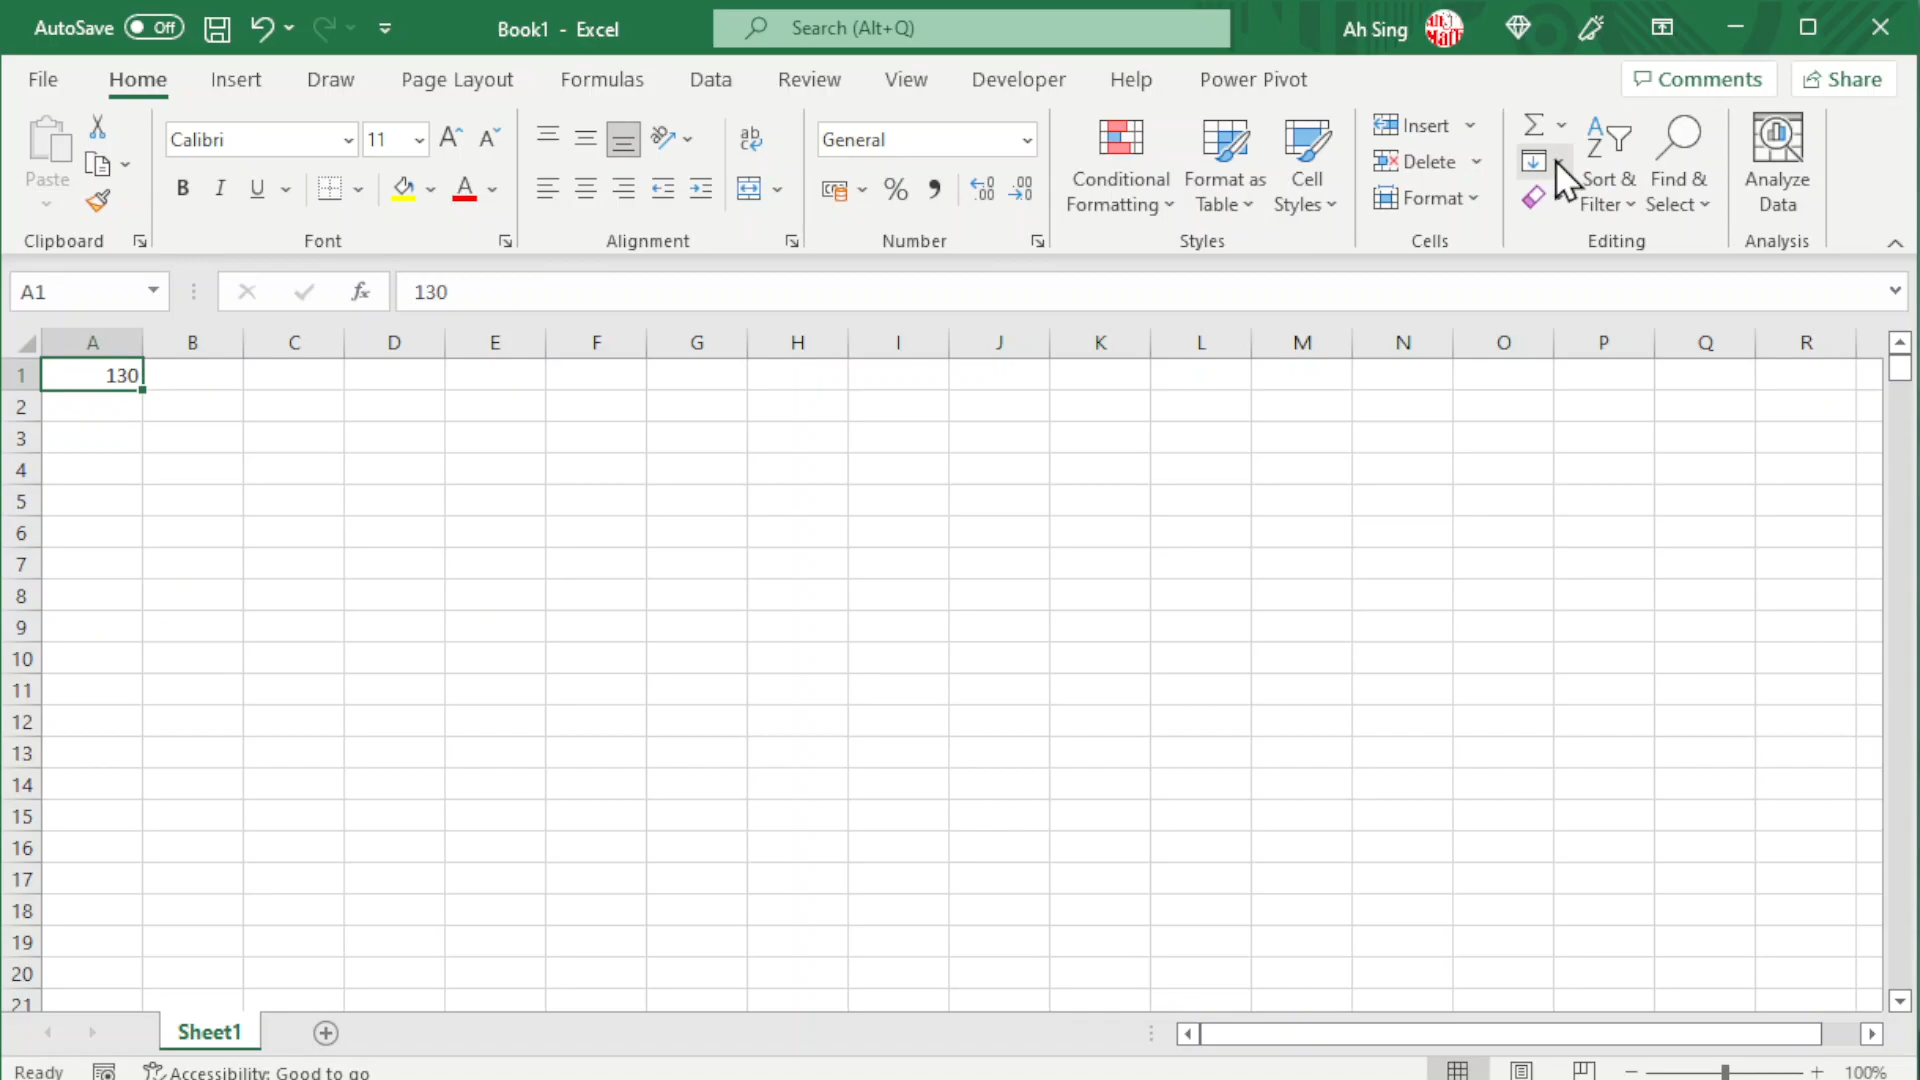 AutoSave Off Book1 - Excel Search (Alt+Q) Ah Sing
File Home Insert Draw Page Layout Formulas Data Review View Developer Help Power Pivot Comments Share
Paste
Calibri 11
B I U A
ab
General
% 9
Conditional Formatting
Format as Table
Cell Styles
Insert
Delete
Format
Σ
AZ
Sort & Filter
Find & Select
Analyze Data
Clipboard Font Alignment Number Styles Cells Editing Analysis
A1 fx 130
A B C D E F G H I J K L M N O P Q R
1 130
2
3
4
5
6
7
8
9
10
11
12
13
14
15
16
17
18
19
20
21
Sheet1
Ready Accessibility: Good to go 100%